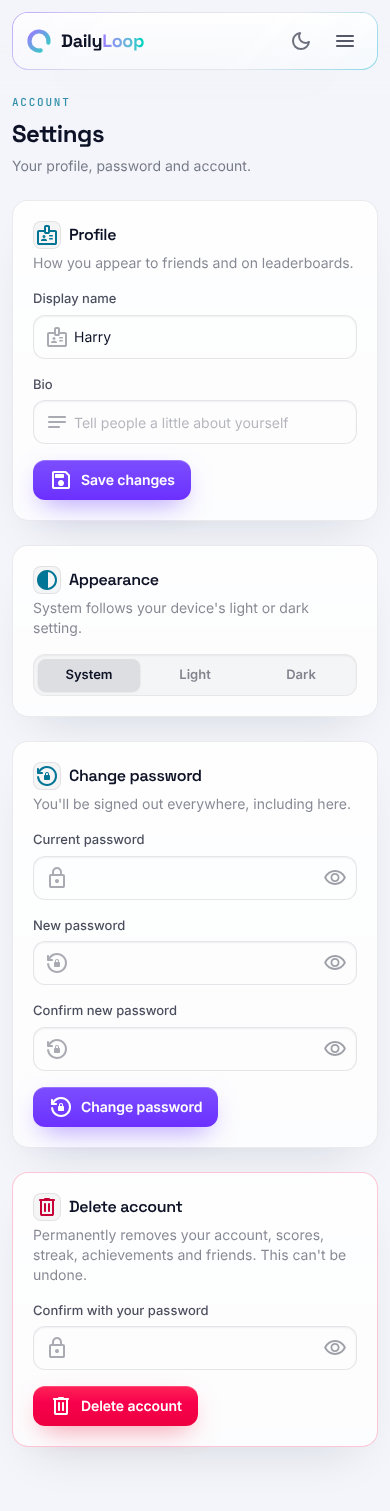 DailyLoop
ACCOUNT
Settings
Your profile, password and account.
Profile
How you appear to friends and on leaderboards.
Display name
Harry
Bio
Tell people a little about yourself
Save changes
Appearance
System follows your device's light or dark
setting.
System Light Dark
Change password
You'll be signed out everywhere, including here.
Current password
New password
Confirm new password
Change password
Delete account
Permanently removes your account, scores,
streak, achievements and friends. This can't be
undone.
Confirm with your password
Delete account